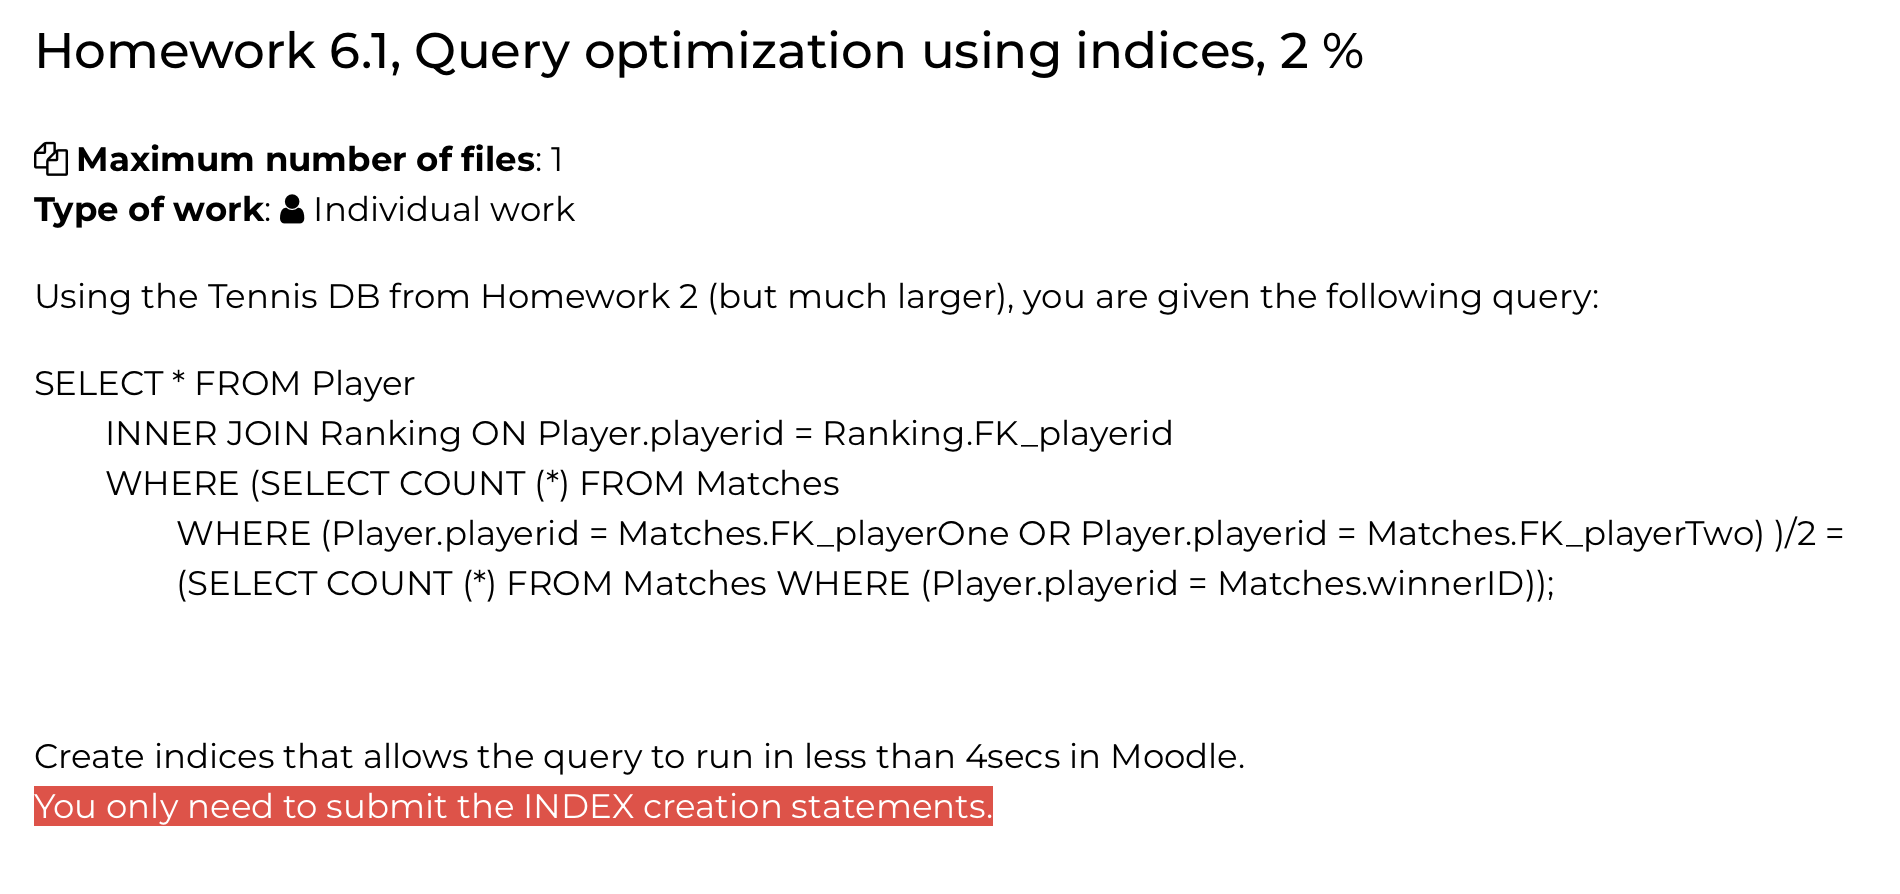 Homework 6.1, Query optimization using indices, 2 %
Maximum number of files: 1
Type of work: Individual work
Using the Tennis DB from Homework 2 (but much larger), you are given the following query:
SELECT * FROM Player
INNER JOIN Ranking ON Player.playerid = Ranking.FK_playerid
WHERE (SELECT COUNT (*) FROM Matches
WHERE (Player.playerid = Matches.FK_playerOne OR Player.playerid = Matches.FK_playerTwo) )/2 =
(SELECT COUNT (*) FROM Matches WHERE (Player.playerid = Matches.winnerID));
Create indices that allows the query to run in less than 4secs in Moodle.
You only need to submit the INDEX creation statements.